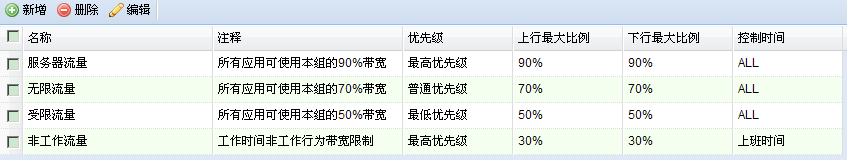 新增 删除 编辑
名称 注释 优先级 上行最大比例 下行最大比例 控制时间
服务器流量 所有应用可使用本组的90%带宽 最高优先级 90% 90% ALL
无限流量 所有应用可使用本组的70%带宽 普通优先级 70% 70% ALL
受限流量 所有应用可使用本组的50%带宽 最低优先级 50% 50% ALL
非工作流量 工作时间非工作行为带宽限制 最高优先级 30% 30% 上班时间